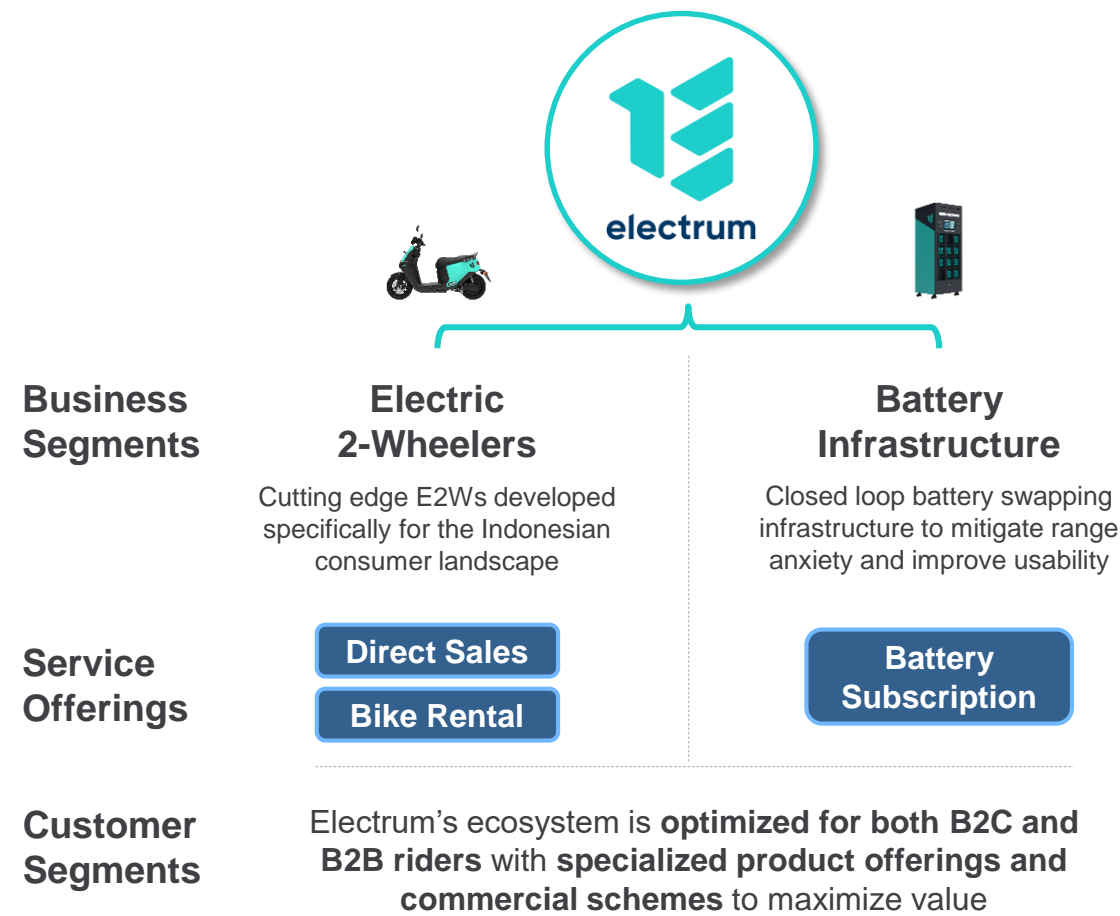 electrum
Business
Segments
Electric
2-Wheelers
Cutting edge E2Ws developed
specifically for the Indonesian
consumer landscape
Battery
Infrastructure
Closed loop battery swapping
infrastructure to mitigate range
anxiety and improve usability
Service
Offerings
Direct Sales
Bike Rental
Battery
Subscription
Customer
Segments
Electrum’s ecosystem is optimized for both B2C and
B2B riders with specialized product offerings and
commercial schemes to maximize value